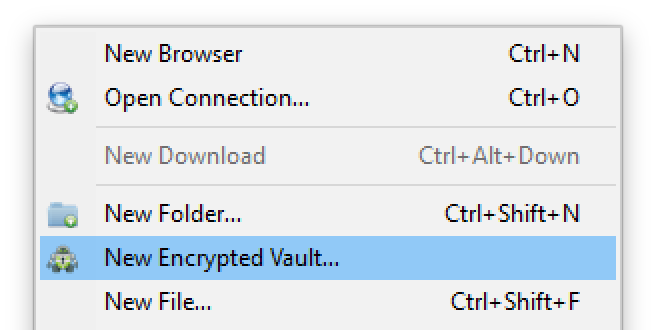 New Browser Ctrl+N
Open Connection... Ctrl+O
New Download Ctrl+Alt+Down
New Folder... Ctrl+Shift+N
New Encrypted Vault...
New File... Ctrl+Shift+F